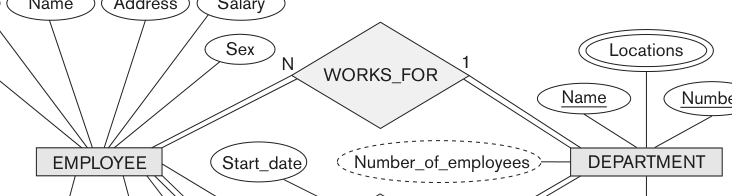 Name
Address
Salary
Sex
N
WORKS_FOR
1
Locations
Name
EMPLOYEE
Start_date
Number_of_employees
DEPARTMENT